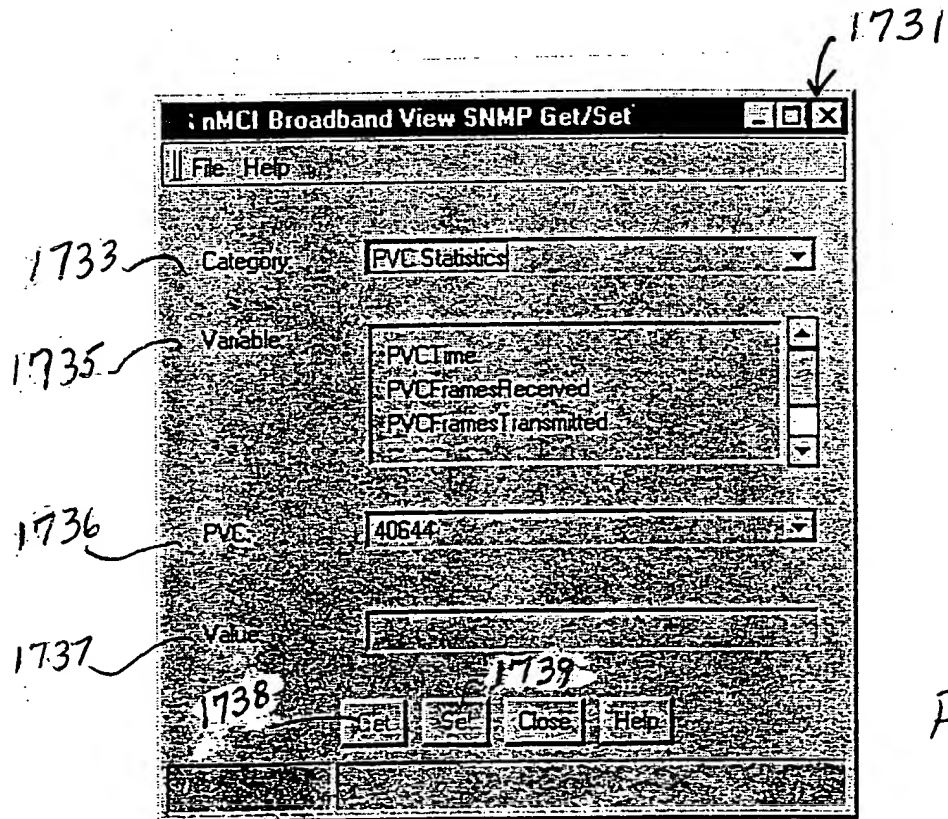 1731
nMCI Broadband View SNMP Get/Set
File Help
1733
Category
PVC Statistics
1735
Variable
PVCTime
PVCFramesReceived
PVCFramesTransmitted
1736
PVC
40644
1737
Value
1738
1739
Get Set Close Help